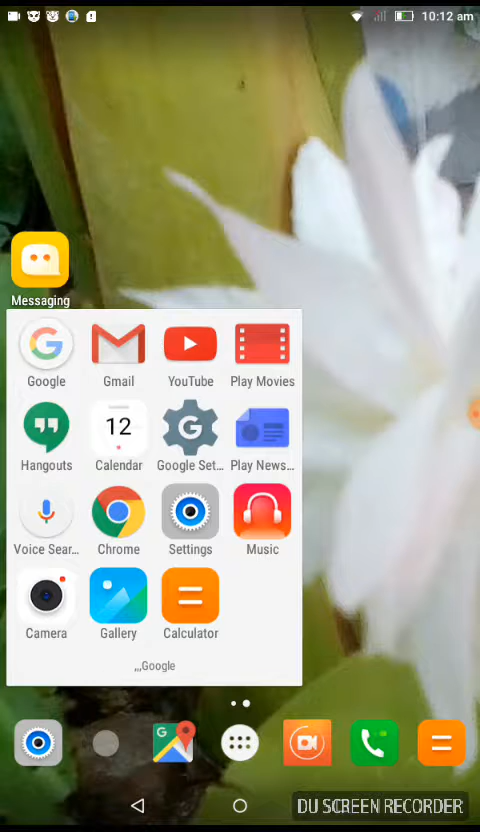 10:12 am
Messaging
Google Gmail YouTube Play Movies
12
Hangouts Calendar Google Set... Play News...
G
Voice Sear... Chrome Settings Music
Camera Gallery Calculator
,,,Google
G
DU SCREEN RECORDER